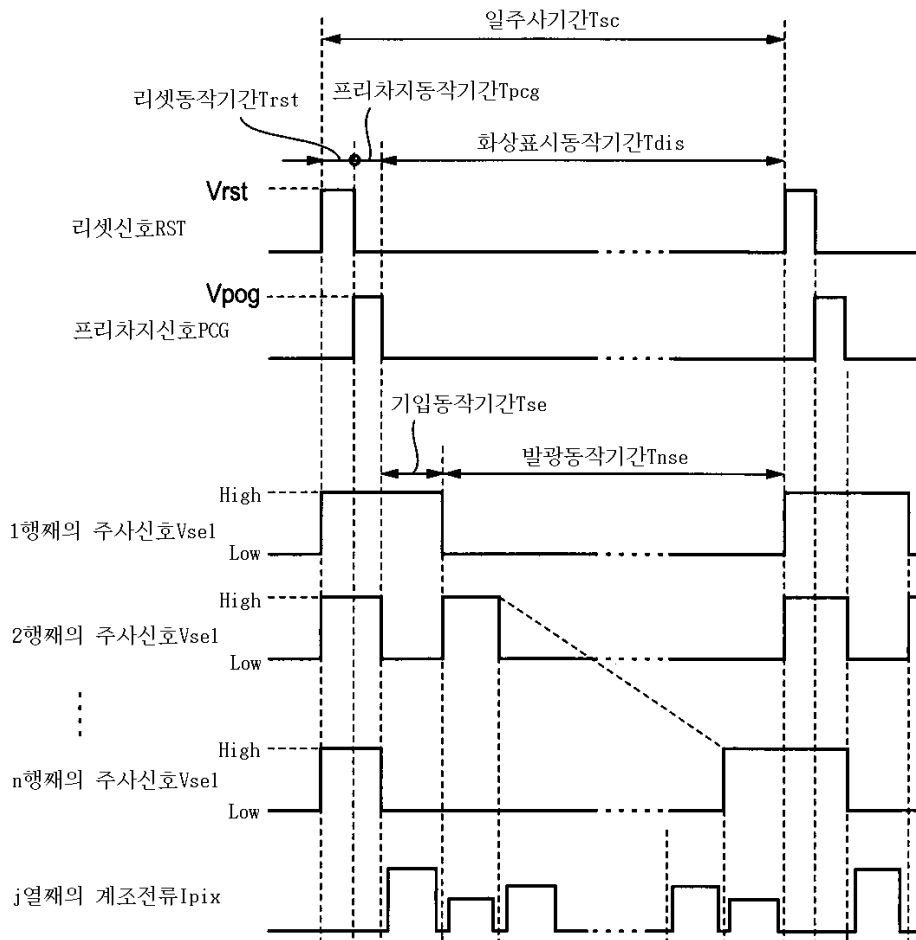 일주사기간Tsc
리셋동작기간Trst
프리차지동작기간Tpcg
화상표시동작기간Tdis
Vrst
리셋신호RST
Vpog
프리차지신호PCG
기입동작기간Tse
발광동작기간Tnse
High
1행째의 주사신호Vsel
Low
High
2행째의 주사신호Vsel
Low
High
n행째의 주사신호Vsel
Low
j열째의 계조전류Ipix